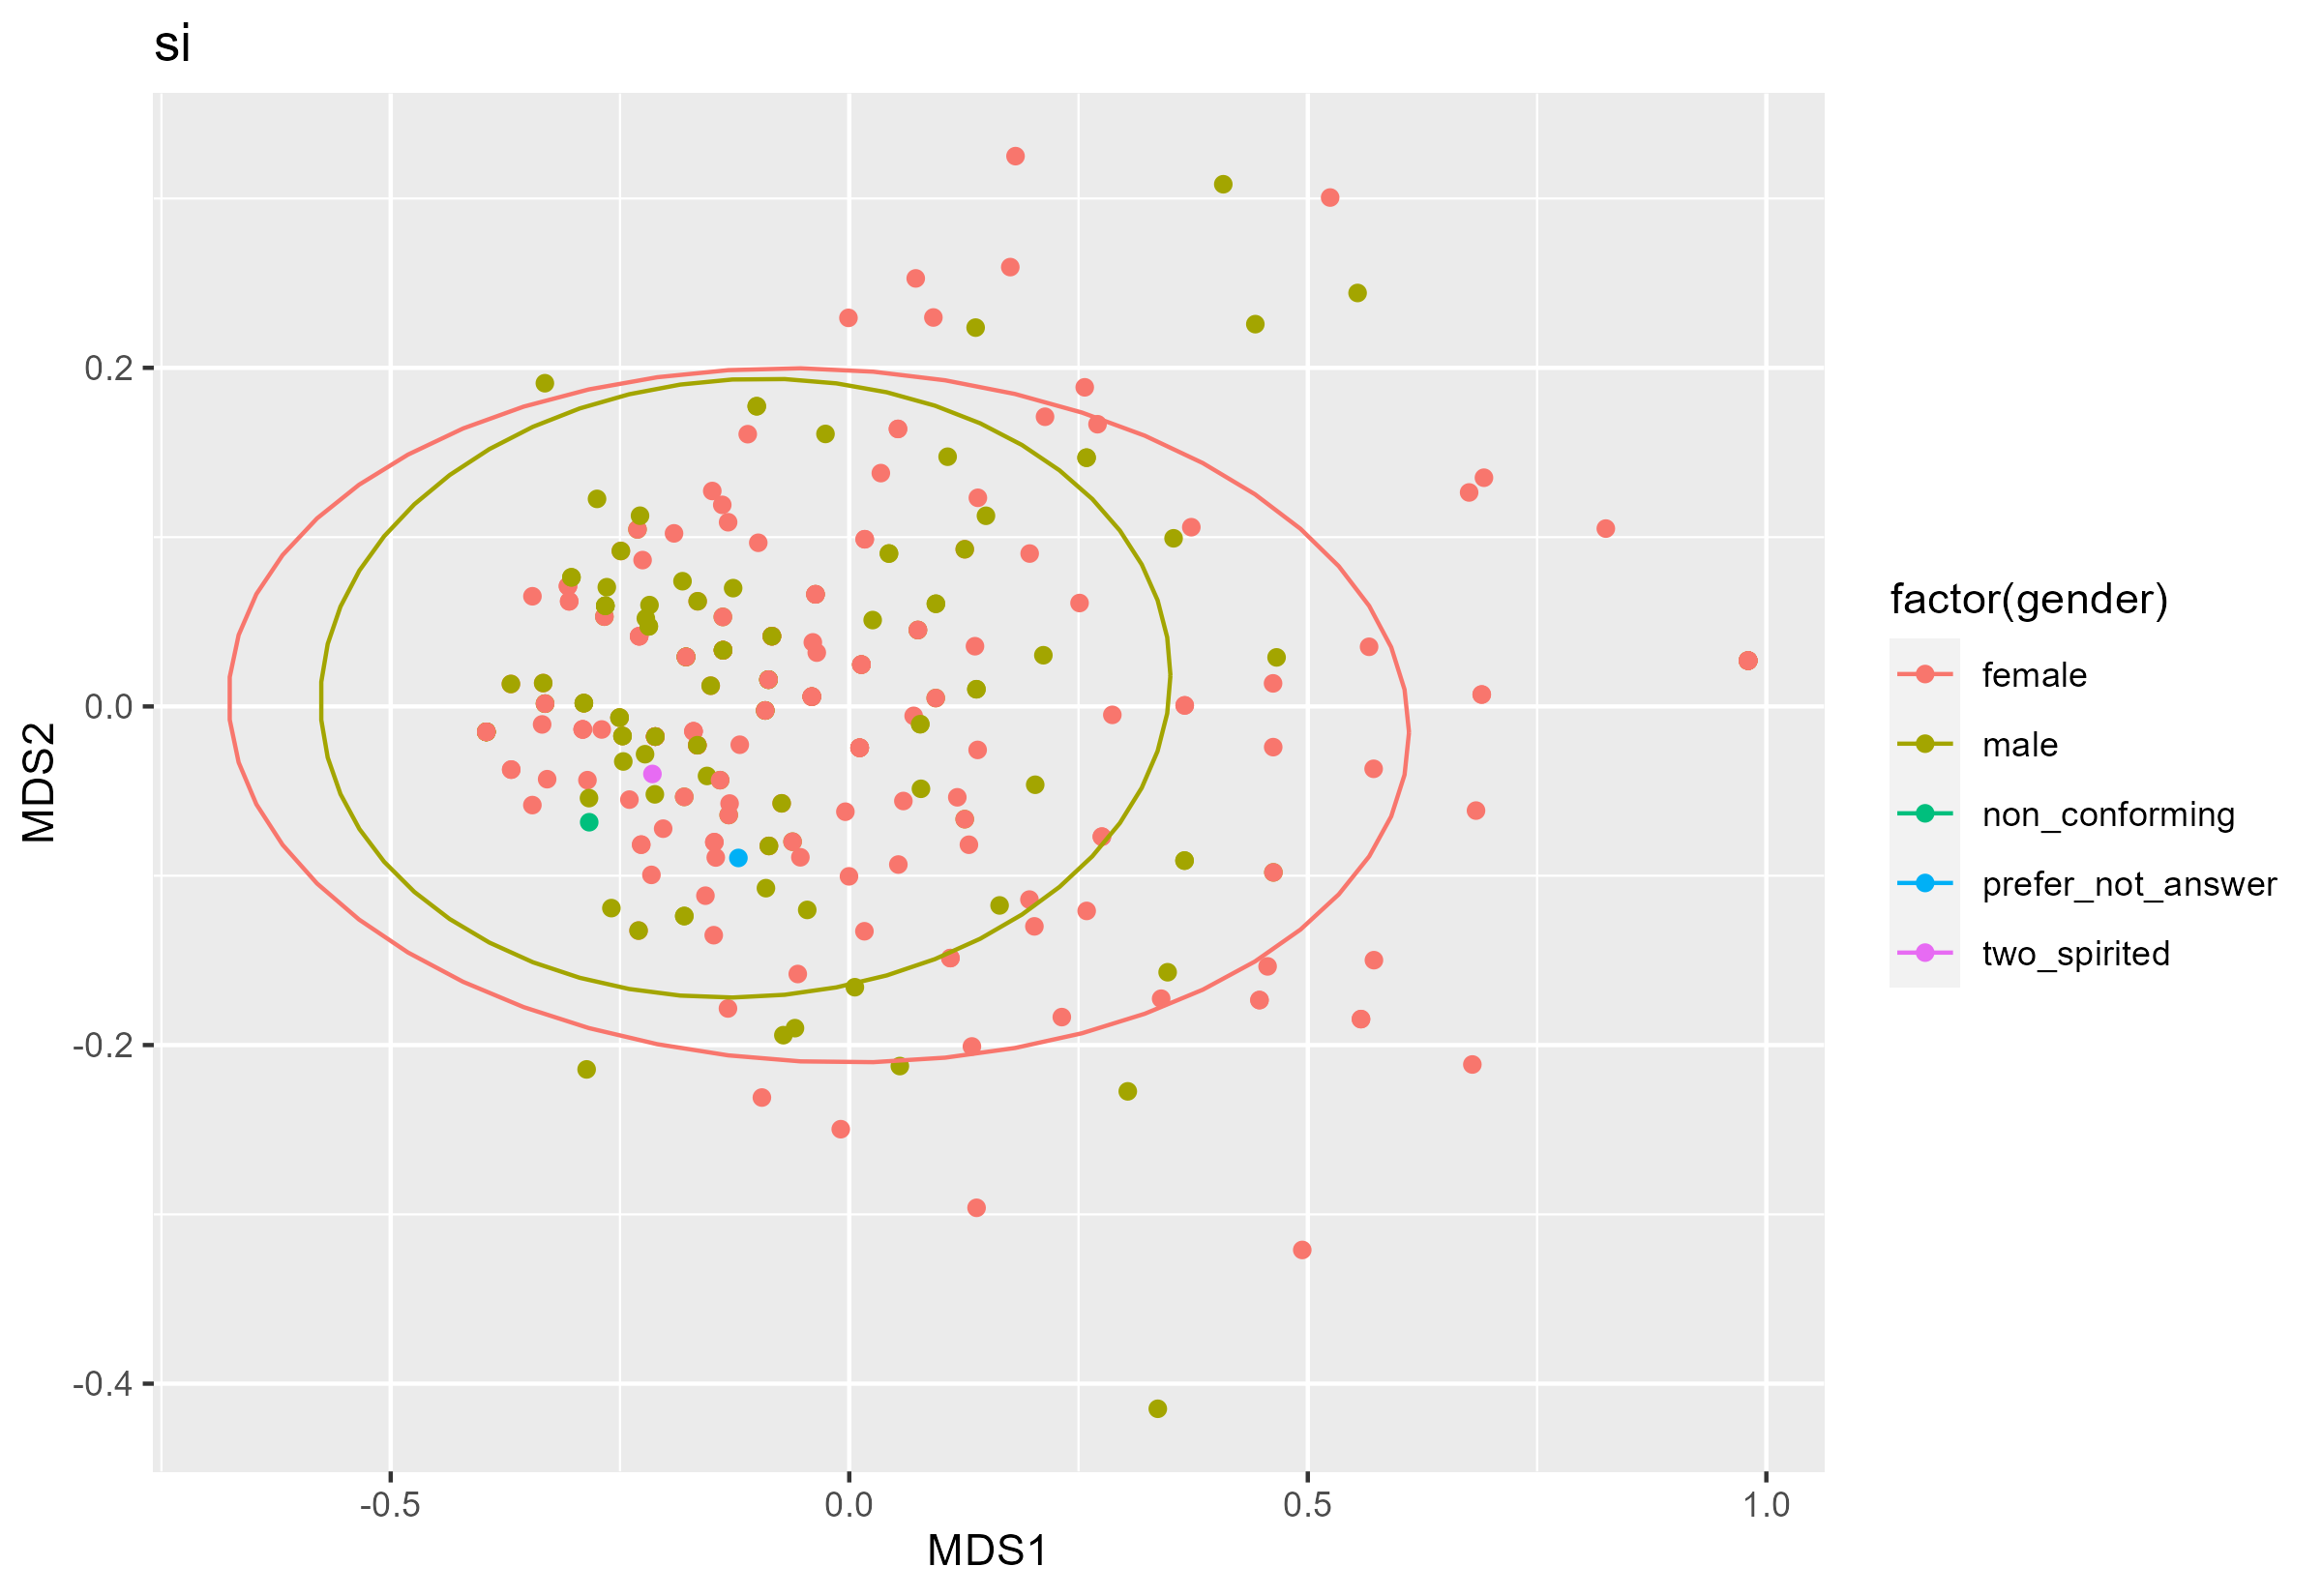 si
0.2
0.0
-0.2
-0.4
MDS2
-0.5
0.0
0.5
1.0
MDS1
factor(gender)
female
male
non_conforming
prefer_not_answer
two_spirited